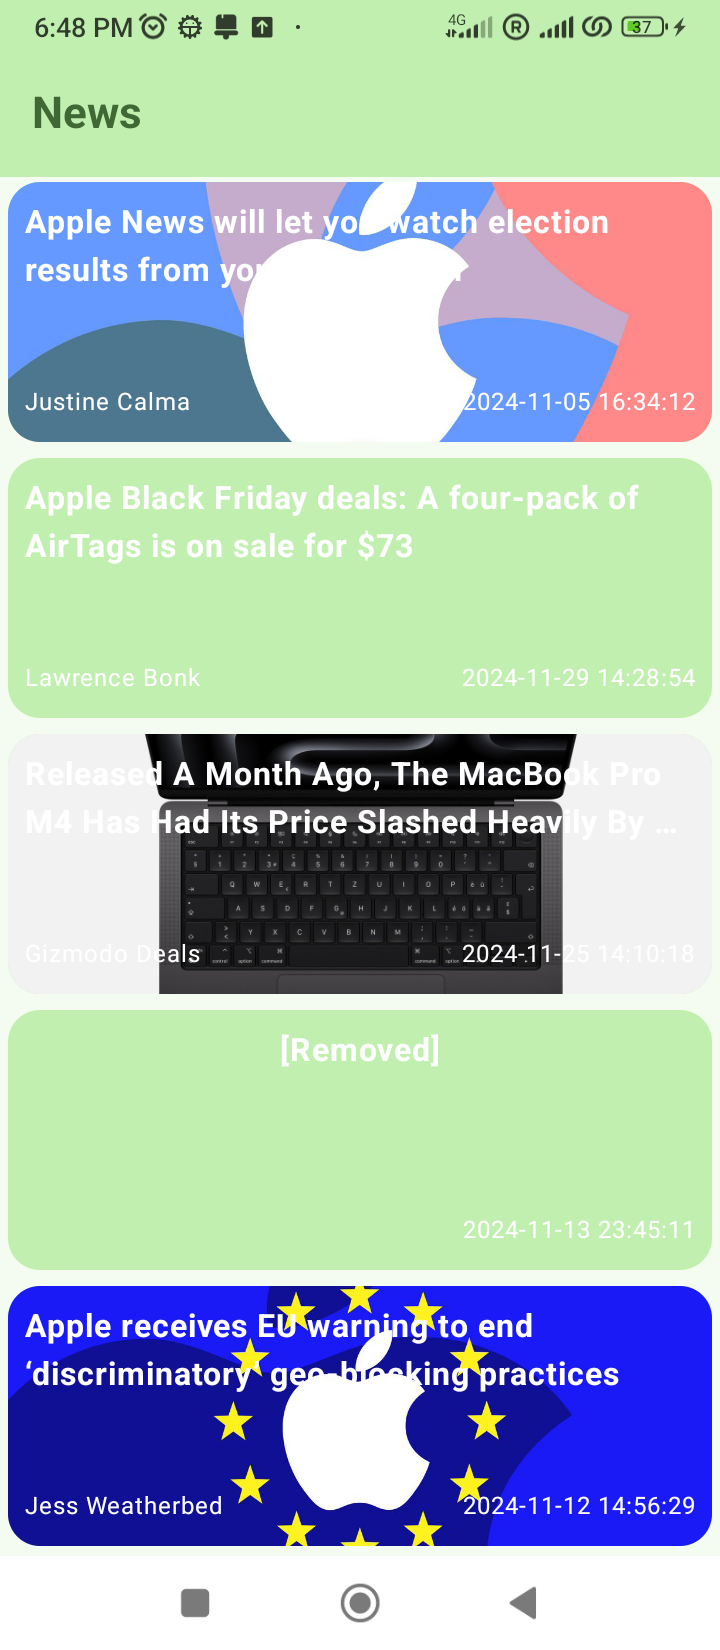 6:48 PM
4G
R
37
News
Apple News will let you watch election
results from
Justine Calma
2024-11-05 16:34:12
Apple Black Friday deals: A four-pack of
AirTags is on sale for $73
Lawrence Bonk
2024-11-29 14:28:54
Released A Month Ago, The MacBook Pro
M4 Has Had Its Price Slashed Heavily By ...
Gizmodo Deals
2024-11-25 14:10:18
[Removed]
2024-11-13 23:45:11
Apple receives EU warning to end
‘discriminatory’ geo-blocking practices
Jess Weatherbed
2024-11-12 14:56:29